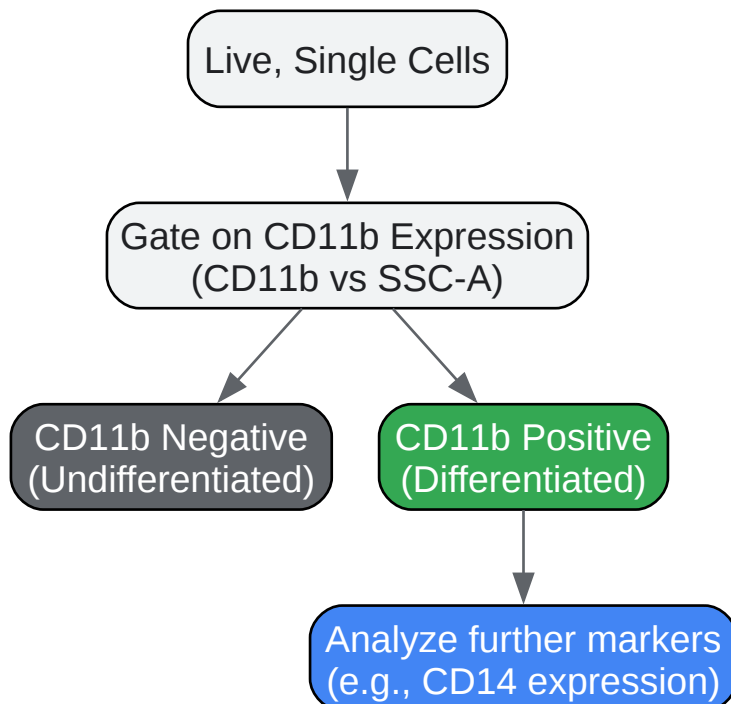 Live, Single Cells
Gate on CD11b Expression
(CD11b vs SSC-A)
CD11b Negative
(Undifferentiated)
CD11b Positive
(Differentiated)
Analyze further markers
(e.g., CD14 expression)